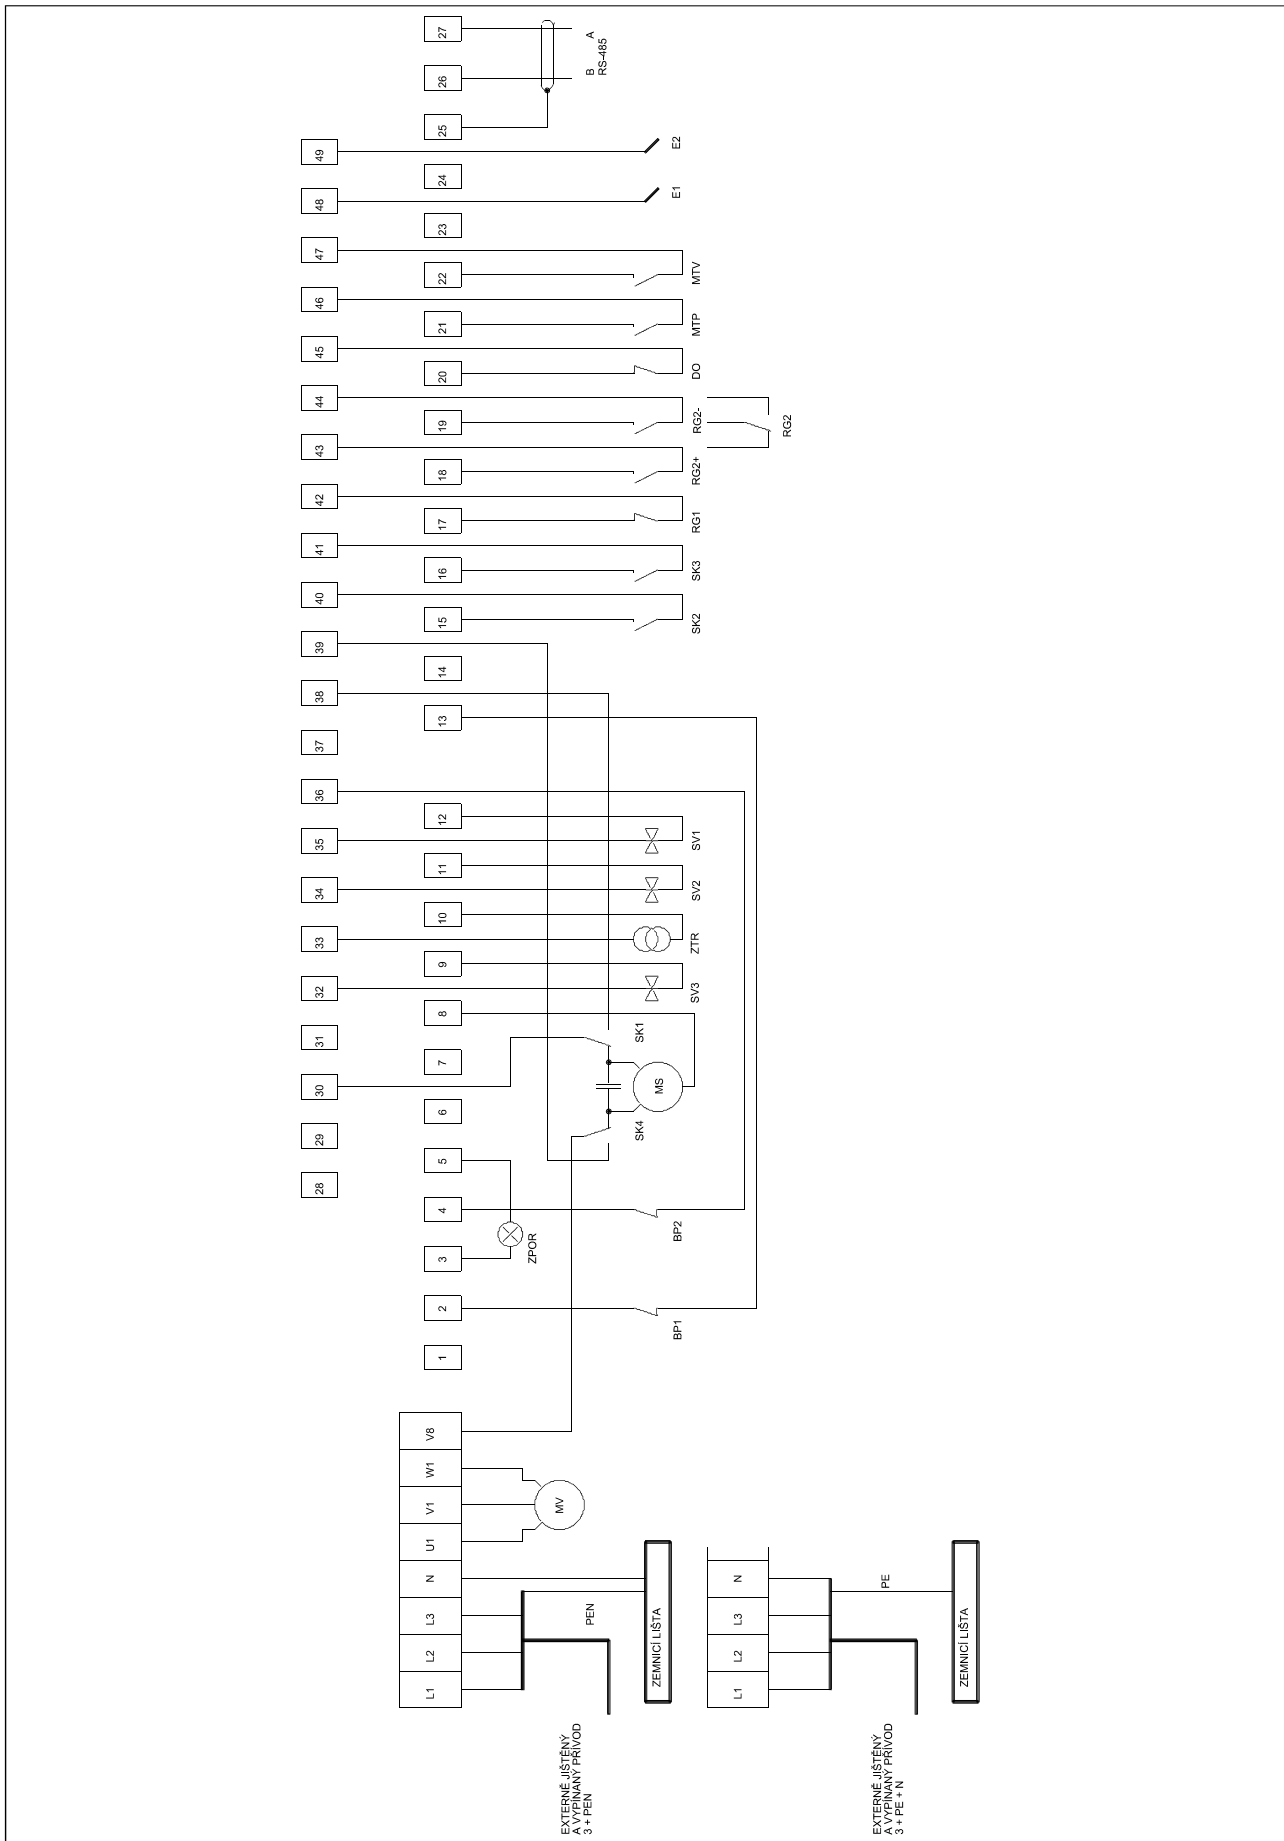 27
26
25
A
B
RS-485
49
48
47
46
45
44
43
42
41
40
39
38
37
36
35
34
33
32
31
30
29
28
24
23
22
21
20
19
18
17
16
15
14
13
12
11
10
9
8
7
6
5
4
3
2
1
E2
E1
MTV
MTP
DO
RG2-
RG2
RG2+
RG1
SK3
SK2
SV1
SV2
ZTR
SV3
SK1
MS
SK4
BP2
ZPOR
BP1
V8
W1
V1
U1
N
L3
L2
L1
MV
PEN
ZEMNICÍ LIŠTA
EXTERNĚ JIŠTĚNÝ
A VYPÍNANÝ PŘÍVOD
3 + PEN
N
L3
L2
L1
PE
ZEMNICÍ LIŠTA
EXTERNĚ JIŠTĚNÝ
A VYPÍNANÝ PŘÍVOD
3 + PE + N